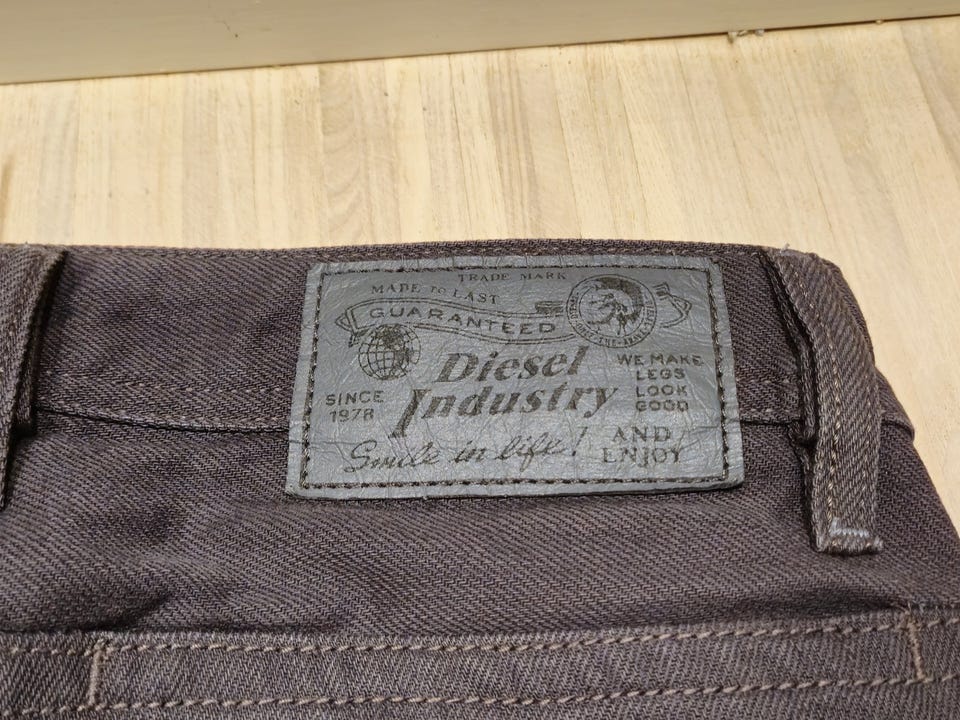 TRADE MARK
MADE TO LAST
GUARANTEED
Diesel
Industry
SINCE
1978
WE MAKE
LEGS
LOOK
GOOD
AND
ENJOY
Smile in life!